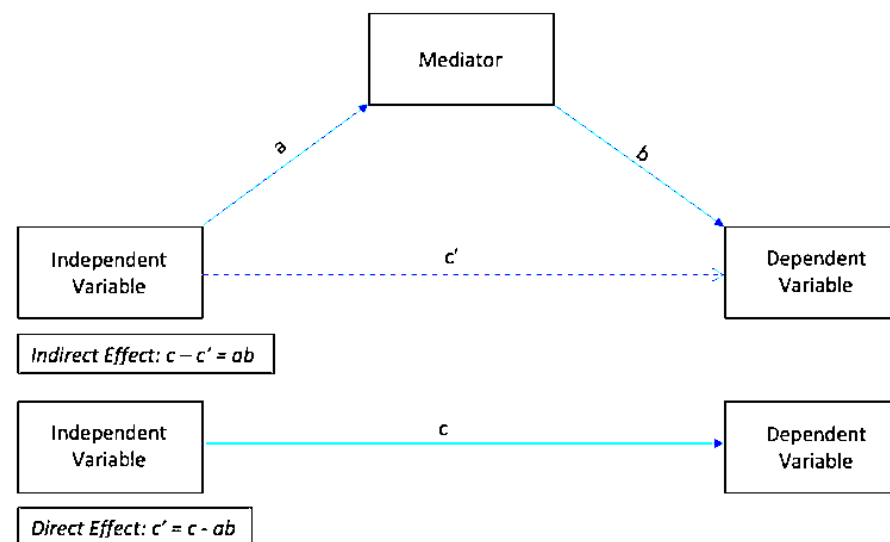 Mediator
a
b
Independent
Variable
c'
Dependent
Variable
Indirect Effect: c – c' = ab
Independent
Variable
c
Dependent
Variable
Direct Effect: c' = c - ab